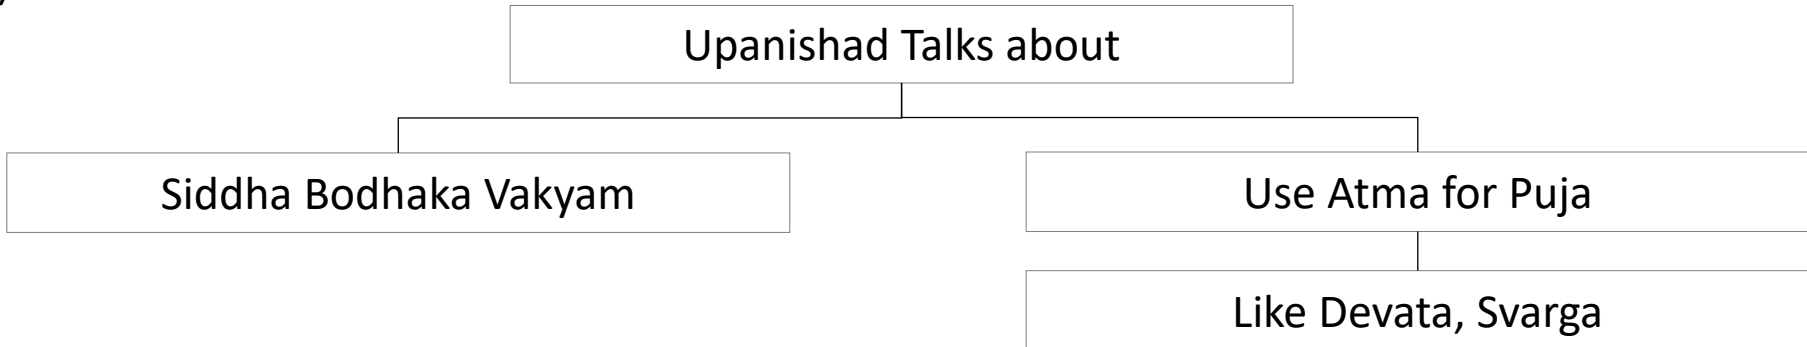 Upanishad Talks about
Siddha Bodhaka Vakyam
Use Atma for Puja
Like Devata, Svarga